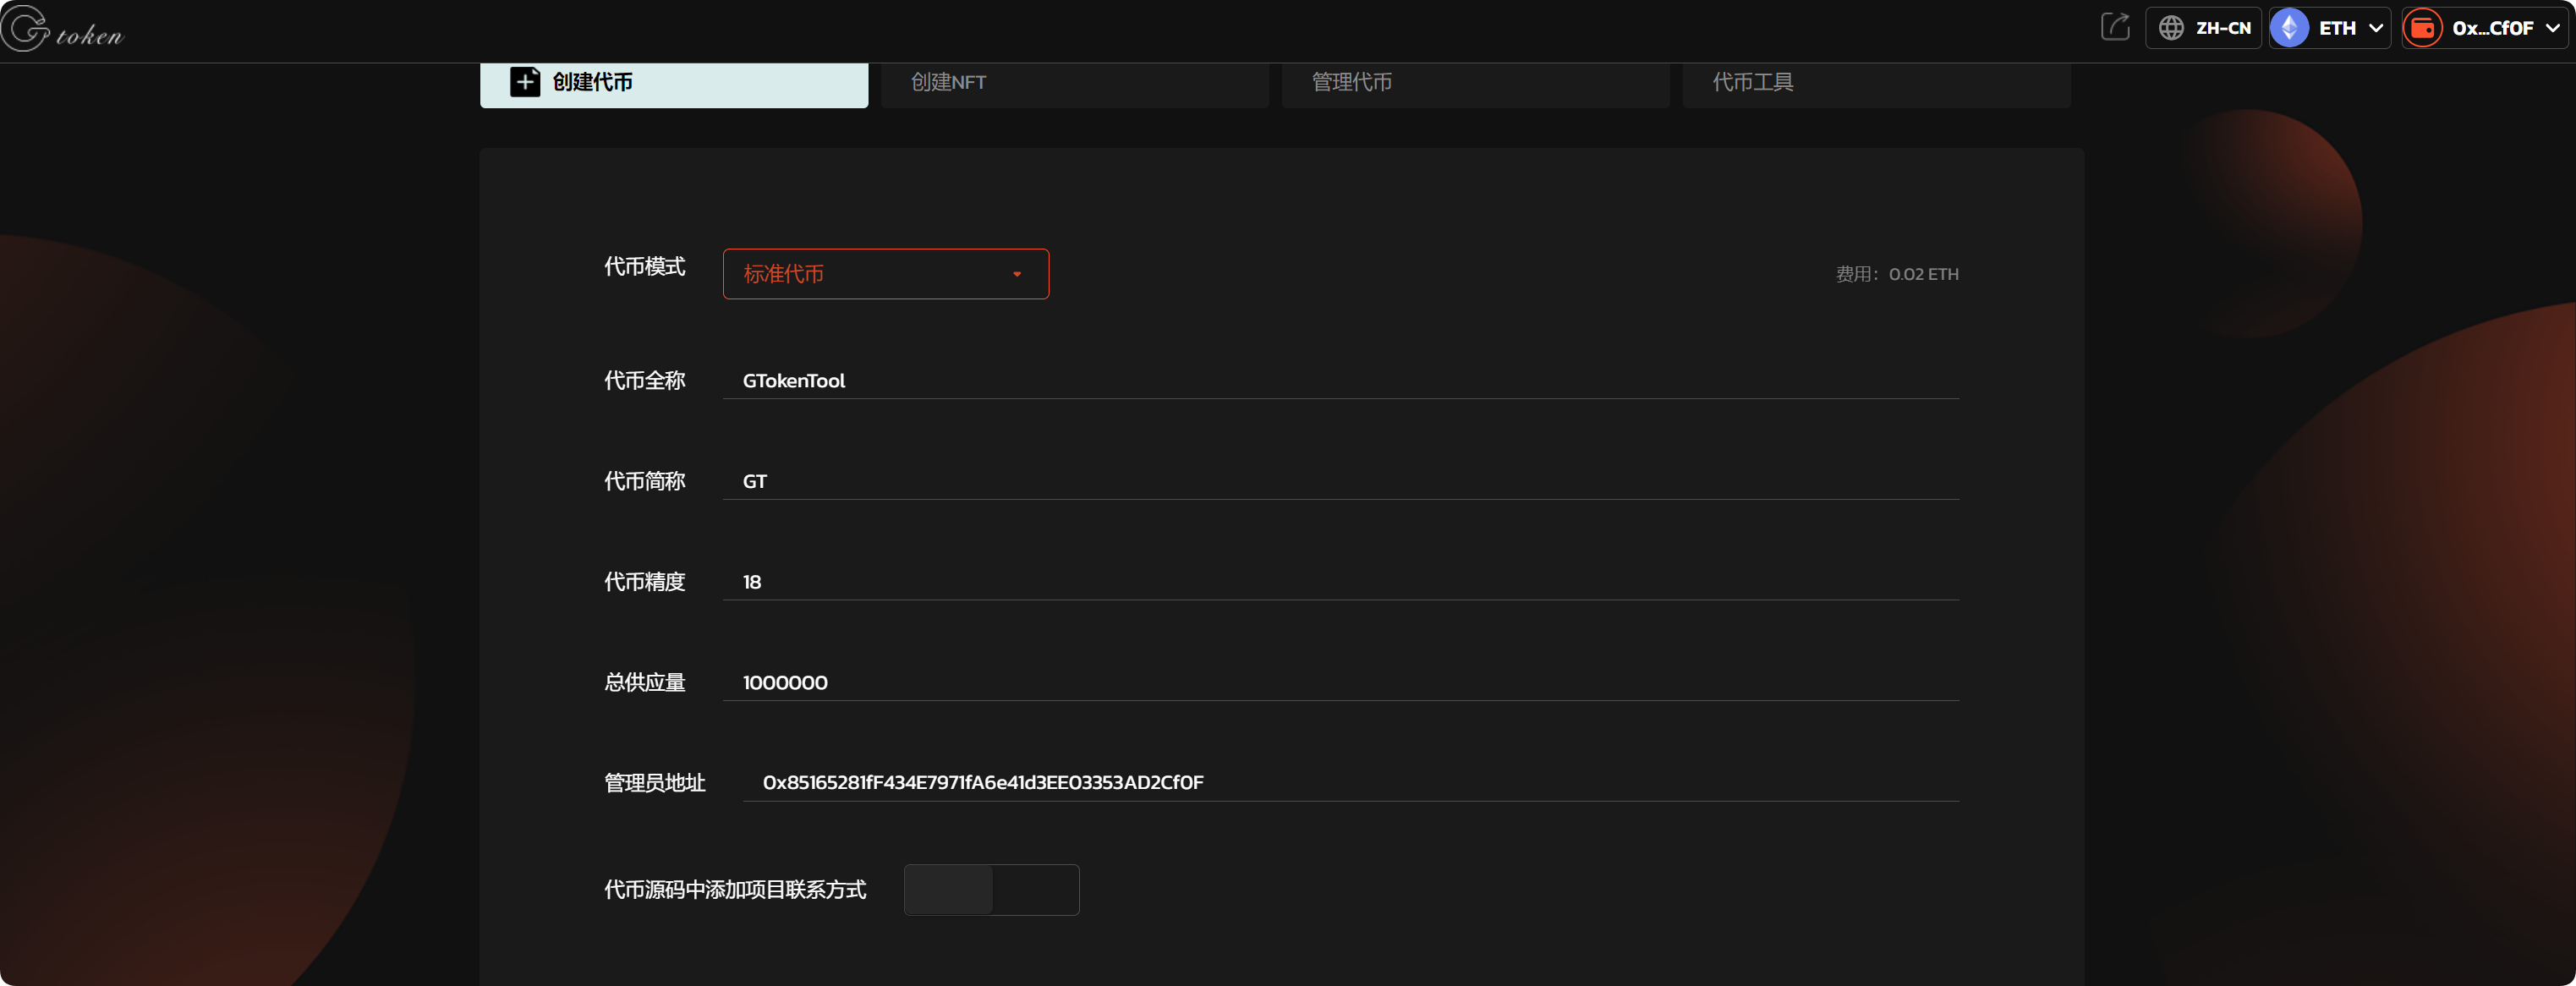 G token
ZH-CN
ETH
0x...Cf0F
创建代币
创建NFT
管理代币
代币工具
代币模式
标准代币
费用：0.02 ETH
代币全称
GTokenTool
代币简称
GT
代币精度
18
总供应量
1000000
管理员地址
0x85165281fF434E7971fA6e41d3EE03353AD2Cf0F
代币源码中添加项目联系方式